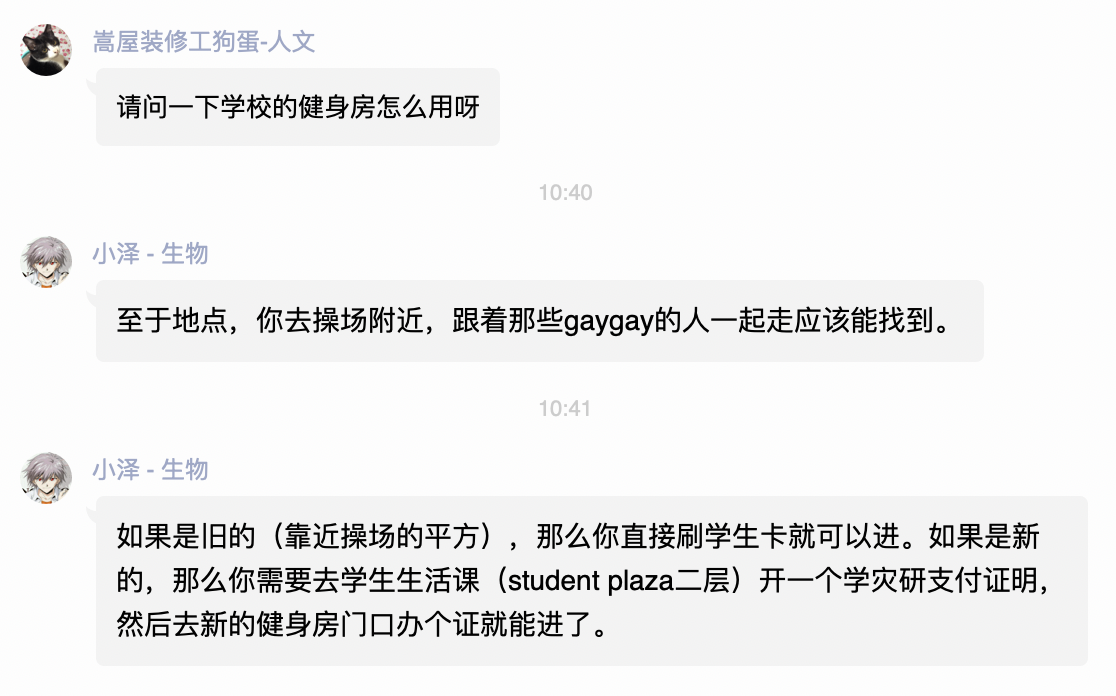 嵩屋装修工狗蛋-人文
请问一下学校的健身房怎么用呀
10:40
小泽 - 生物
至于地点，你去操场附近，跟着那些gaygay的人一起走应该能找到。
10:41
小泽 - 生物
如果是旧的（靠近操场的平方），那么你直接刷学生卡就可以进。如果是新
的，那么你需要去学生生活课（student plaza二层）开一个学灾研支付证明，
然后去新的健身房门口办个证就能进了。